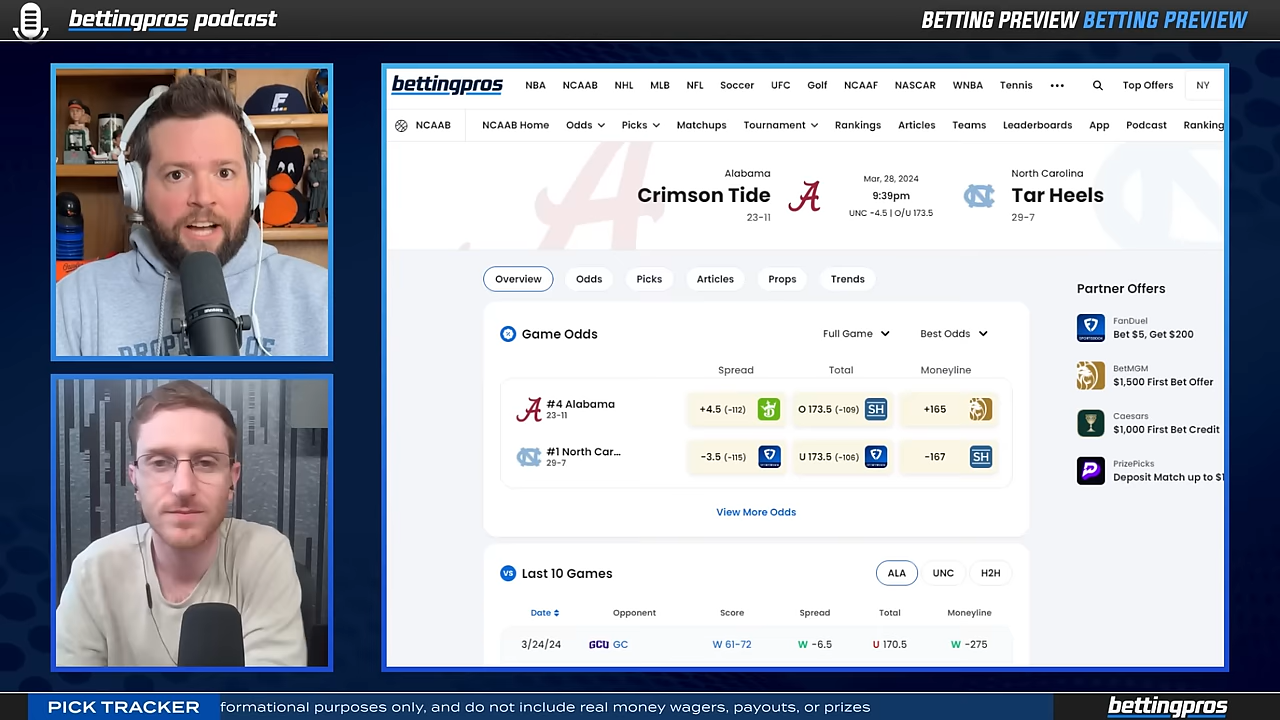 bettingpros podcast
BETTING PREVIEW BETTING PREVIEW
bettingpros NBA NCAAB NHL MLB NFL Soccer UFC Golf NCAAF NASCAR WNBA Tennis ••• Top Offers NY
NCAAB NCAAB Home Odds Picks Matchups Tournament Rankings Articles Teams Leaderboards App Podcast Ranking
Alabama
Crimson Tide
23-11
Mar, 28, 2024
9:39pm
UNC -4.5 | O/U 173.5
North Carolina
Tar Heels
29-7
Overview Odds Picks Articles Props Trends
Game Odds Full Game Best Odds
Spread Total Moneyline
#4 Alabama
23-11
+4.5 (-112) O 173.5 (-109) SH +165
#1 North Car...
29-7
-3.5 (-115) U 173.5 (-106) -167 SH
View More Odds
VS Last 10 Games ALA UNC H2H
Date Opponent Score Spread Total Moneyline
3/24/24 GCU GC W 61-72 W -6.5 U 170.5 W -275
Partner Offers
FanDuel
Bet $5, Get $200
BetMGM
$1,500 First Bet Offer
Caesars
$1,000 First Bet Credit
PrizePicks
Deposit Match up to $1
PICK TRACKER formational purposes only, and do not include real money wagers, payouts, or prizes
bettingpros